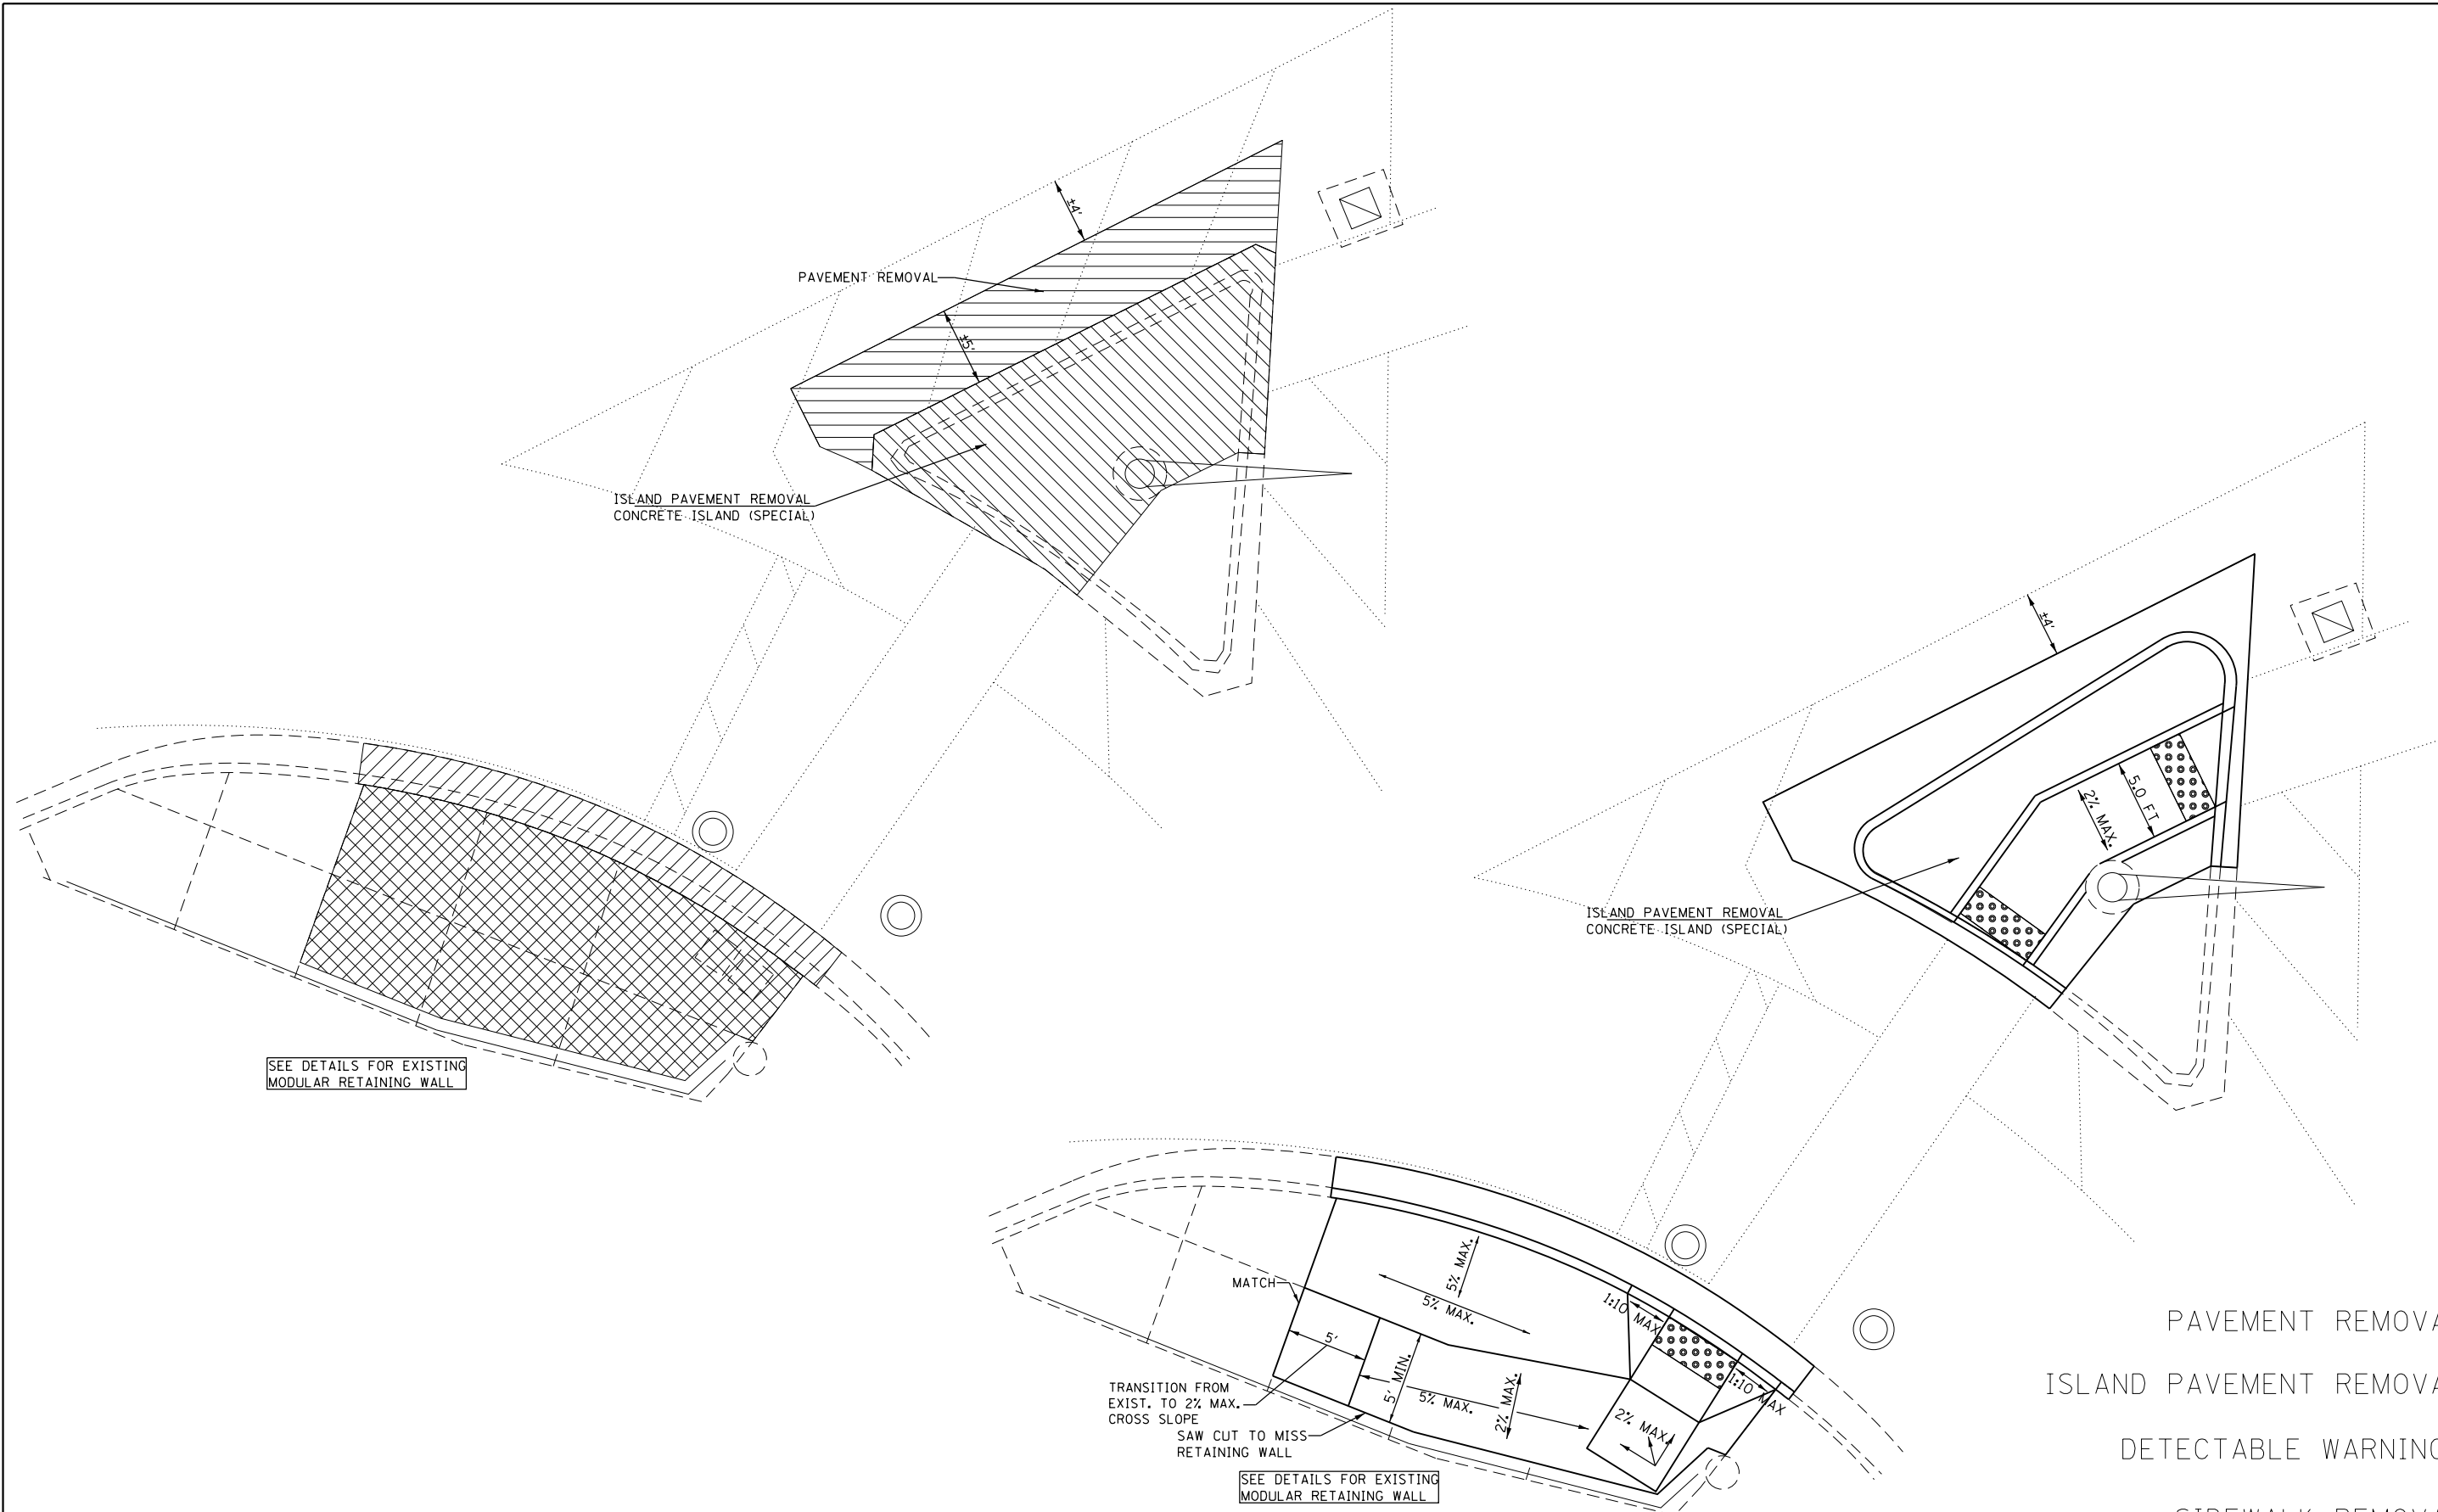 ±4'
PAVEMENT REMOVAL
±5'
ISLAND PAVEMENT REMOVAL
CONCRETE ISLAND (SPECIAL)
SEE DETAILS FOR EXISTING
MODULAR RETAINING WALL
±4'
5.0 FT
2% MAX.
ISLAND PAVEMENT REMOVAL
CONCRETE ISLAND (SPECIAL)
MATCH
5% MAX.
5% MAX.
1:10 MAX
5'
5' MIN.
5% MAX.
2% MAX.
1:10 MAX
2% MAX.
TRANSITION FROM
EXIST. TO 2% MAX.
CROSS SLOPE
SAW CUT TO MISS
RETAINING WALL
SEE DETAILS FOR EXISTING
MODULAR RETAINING WALL
PAVEMENT REMOVA
ISLAND PAVEMENT REMOVA
DETECTABLE WARNING